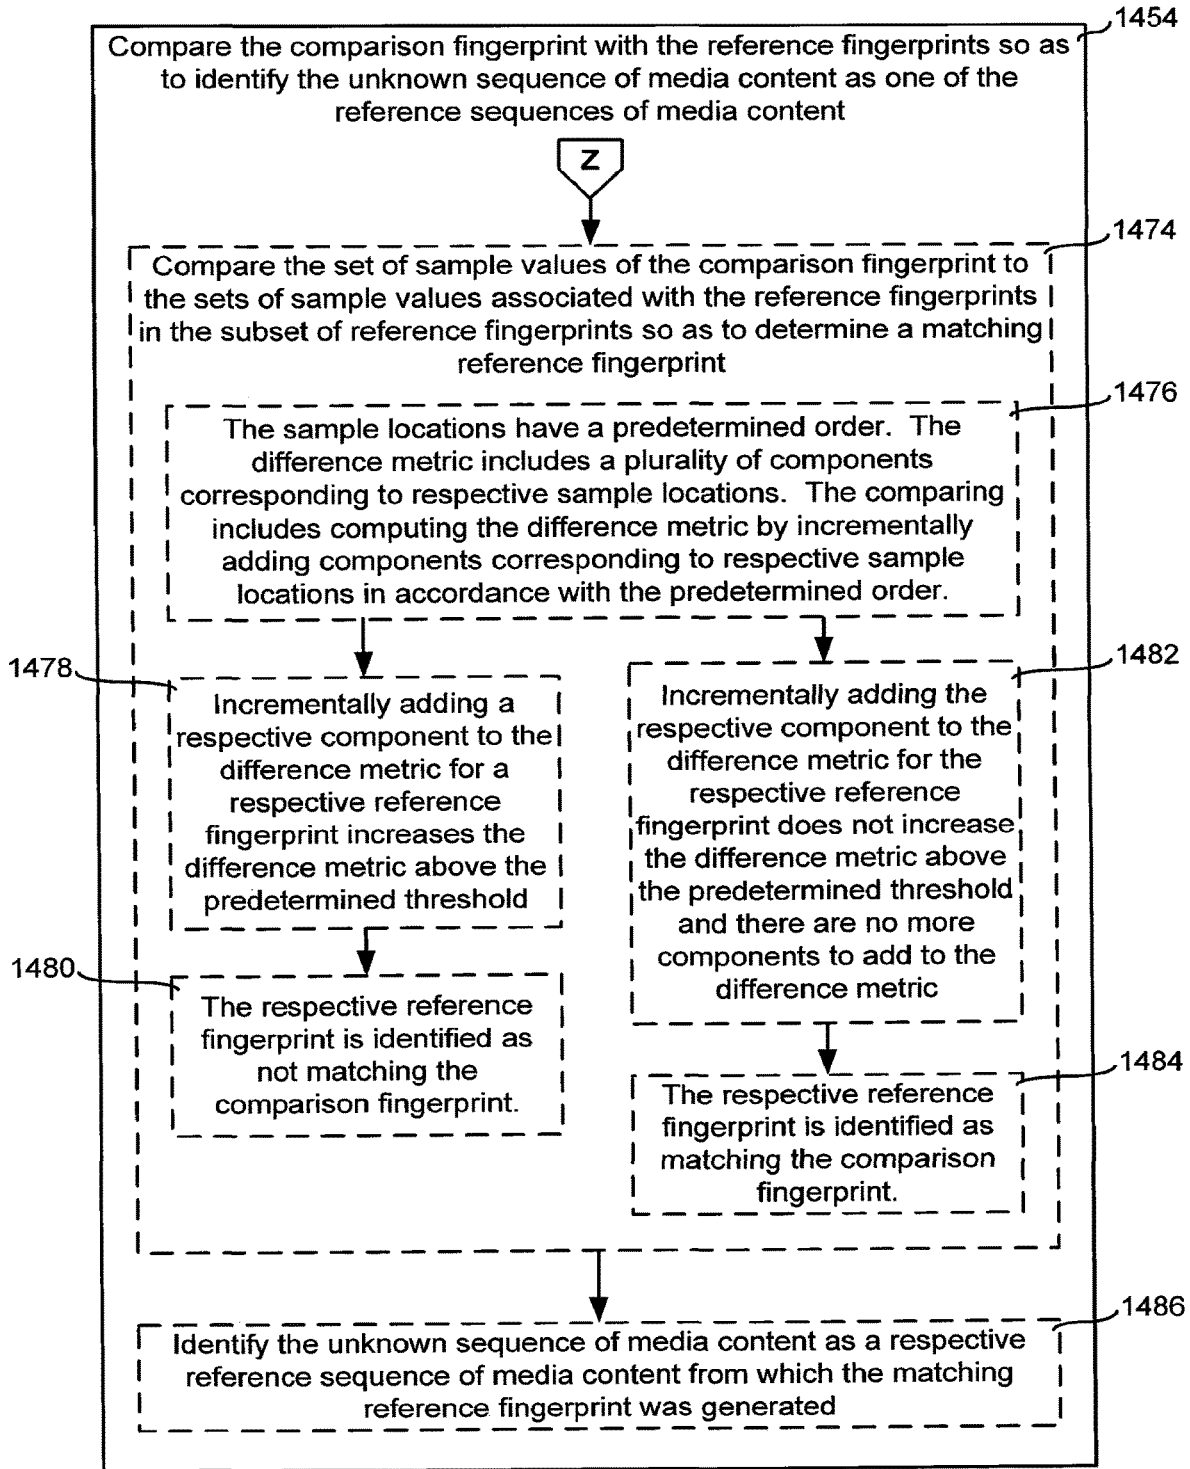 1454
Compare the comparison fingerprint with the reference fingerprints so as
to identify the unknown sequence of media content as one of the
reference sequences of media content
Z
1474
Compare the set of sample values of the comparison fingerprint to
the sets of sample values associated with the reference fingerprints
in the subset of reference fingerprints so as to determine a matching
reference fingerprint
1476
The sample locations have a predetermined order. The
difference metric includes a plurality of components
corresponding to respective sample locations. The comparing
includes computing the difference metric by incrementally
adding components corresponding to respective sample
locations in accordance with the predetermined order.
1478
Incrementally adding a
respective component to the
difference metric for a
respective reference
fingerprint increases the
difference metric above the
predetermined threshold
1480
The respective reference
fingerprint is identified as
not matching the
comparison fingerprint.
1482
Incrementally adding the
respective component to the
difference metric for the
respective reference
fingerprint does not increase
the difference metric above
the predetermined threshold
and there are no more
components to add to the
difference metric
1484
The respective reference
fingerprint is identified as
matching the comparison
fingerprint.
1486
Identify the unknown sequence of media content as a respective
reference sequence of media content from which the matching
reference fingerprint was generated